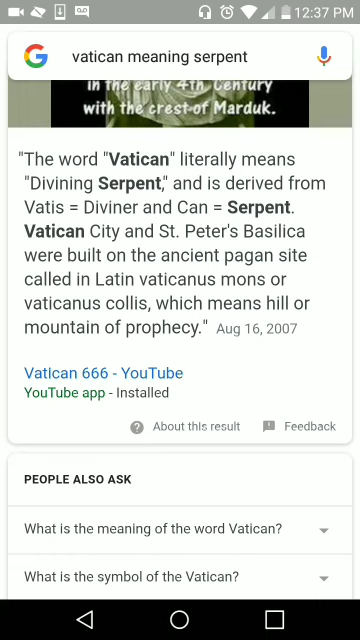 12:37 PM
vatican meaning serpent
in the early 4th Century
with the crest of Marduk.
"The word "Vatican" literally means
"Divining Serpent," and is derived from
Vatis = Diviner and Can = Serpent.
Vatican City and St. Peter's Basilica
were built on the ancient pagan site
called in Latin vaticanus mons or
vaticanus collis, which means hill or
mountain of prophecy." Aug 16, 2007
Vatican 666 - YouTube
YouTube app - Installed
About this result Feedback
PEOPLE ALSO ASK
What is the meaning of the word Vatican?
What is the symbol of the Vatican?